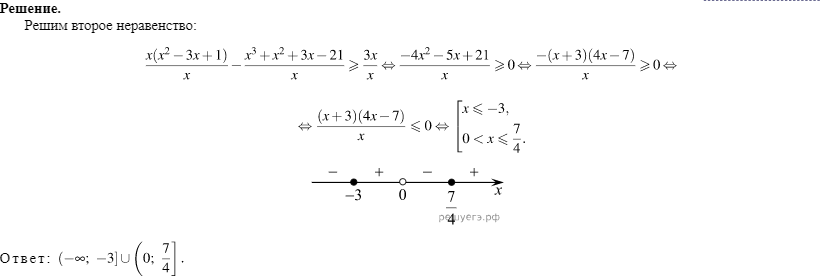 Решение.
Решим второе неравенство:
x(x² − 3x + 1)/x − (x³ + x² + 3x − 21)/x ⩾ 3x/x ⇔ (−4x² − 5x + 21)/x ⩾ 0 ⇔ −(x + 3)(4x − 7)/x ⩾ 0 ⇔
⇔ (x + 3)(4x − 7)/x ⩽ 0 ⇔ [ x ⩽ −3, 0 < x ⩽ 7/4.
− + − +
−3 0 7/4 x
решуегэ.рф
Ответ: (−∞; −3] ∪ (0; 7/4].